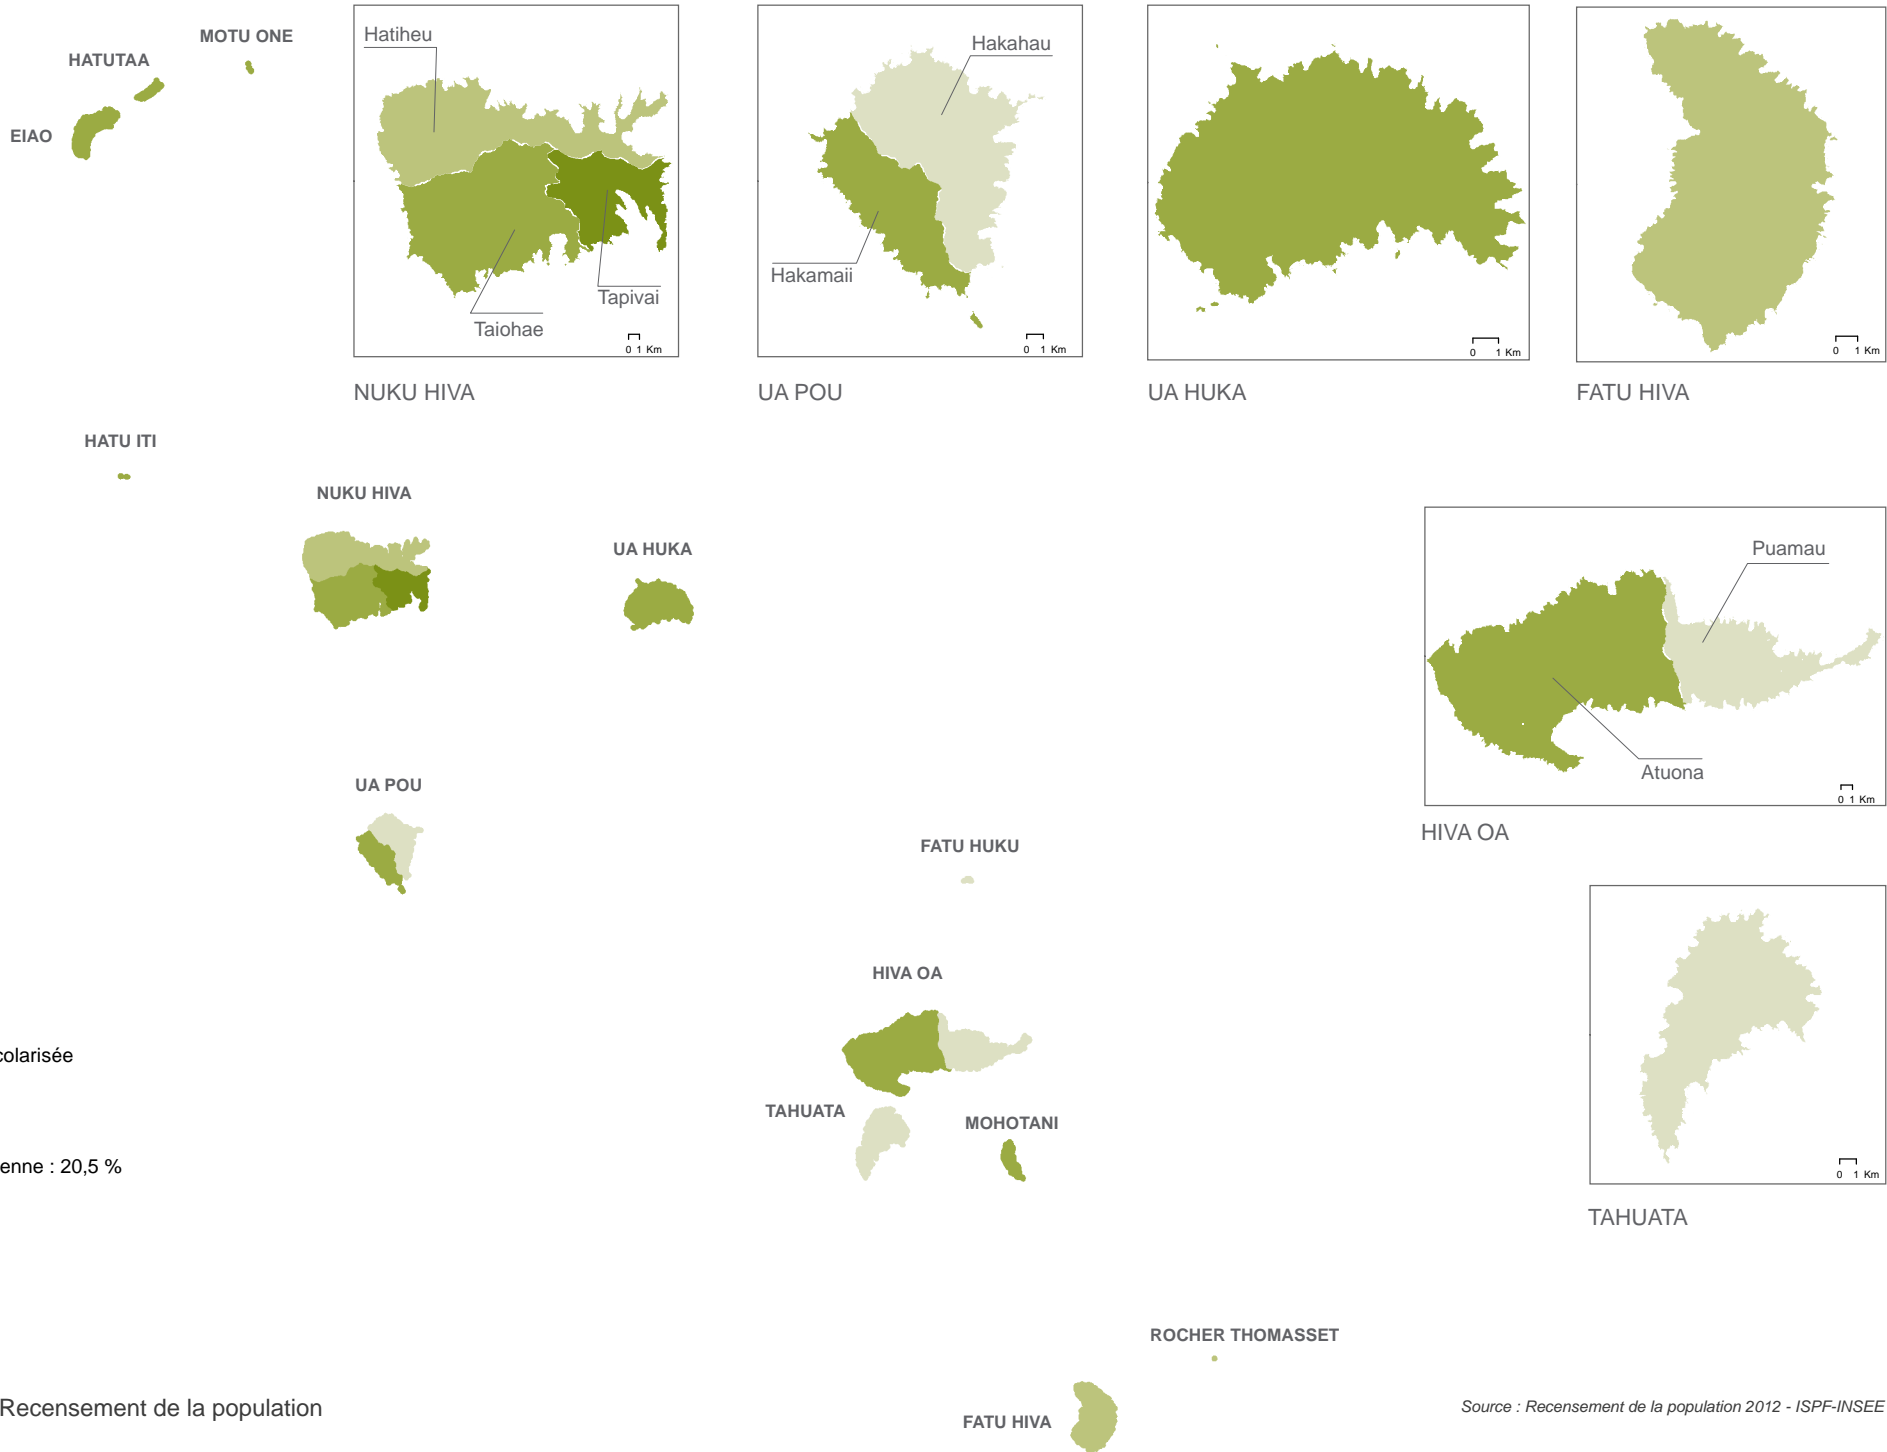 MOTU ONE
HATUTAA
EIAO
Hatiheu
Tapivai
Taiohae
0 1 Km
NUKU HIVA
Hakahau
Hakamaii
0 1 Km
UA POU
0 1 Km
UA HUKA
0 1 Km
FATU HIVA
HATU ITI
NUKU HIVA
UA HUKA
Puamau
Atuona
0 1 Km
HIVA OA
UA POU
FATU HUKU
HIVA OA
TAHUATA
MOHOTANI
0 1 Km
TAHUATA
colarisée
enne : 20,5 %
ROCHER THOMASSET
FATU HIVA
Recensement de la population
Source : Recensement de la population 2012 - ISPF-INSEE